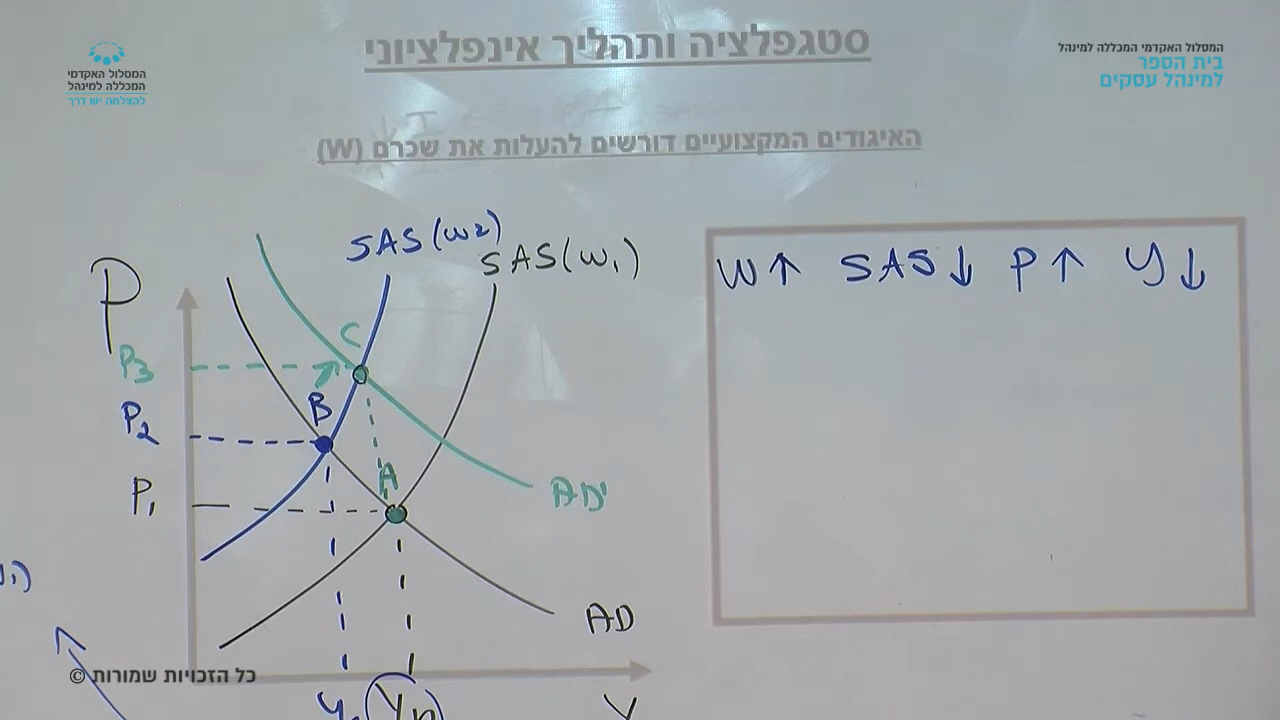 סטגפלציה ותהליך אינפלציוני
המסלול האקדמי המכללה למינהל
בית הספר
למינהל עסקים
המסלול האקדמי
המכללה למינהל
להצלחה יש דרך
האיגודים המקצועיים דורשים להעלות את שכרם (W)
SAS(W2)
SAS(W1)
W↑ SAS↓ P↑ Y↓
P
C
P3
B
P2
A
P1
AD'
AD
© כל הזכויות שמורות
Yn
Y